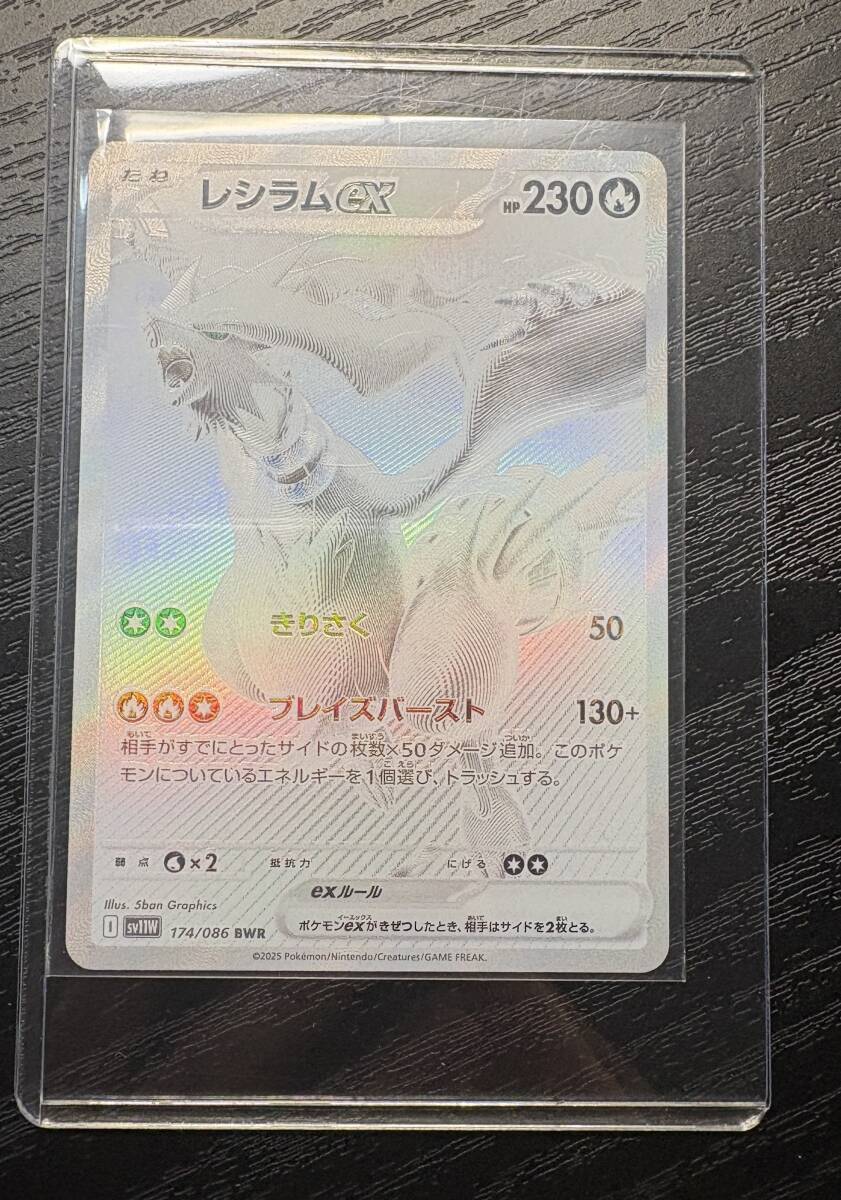 たね
レシラムex
HP230
きりさく 50
ブレイズバースト 130+
相手がすでにとったサイドの枚数×50ダメージ追加。このポケ
モンについているエネルギーを1個選び、トラッシュする。
弱点 ×2 抵抗力 にげる
exルール
ポケモンexがきぜつしたとき、相手はサイドを2枚とる。
Illus. 5ban Graphics
I sv11W 174/086 BWR
©2025 Pokémon/Nintendo/Creatures/GAME FREAK.